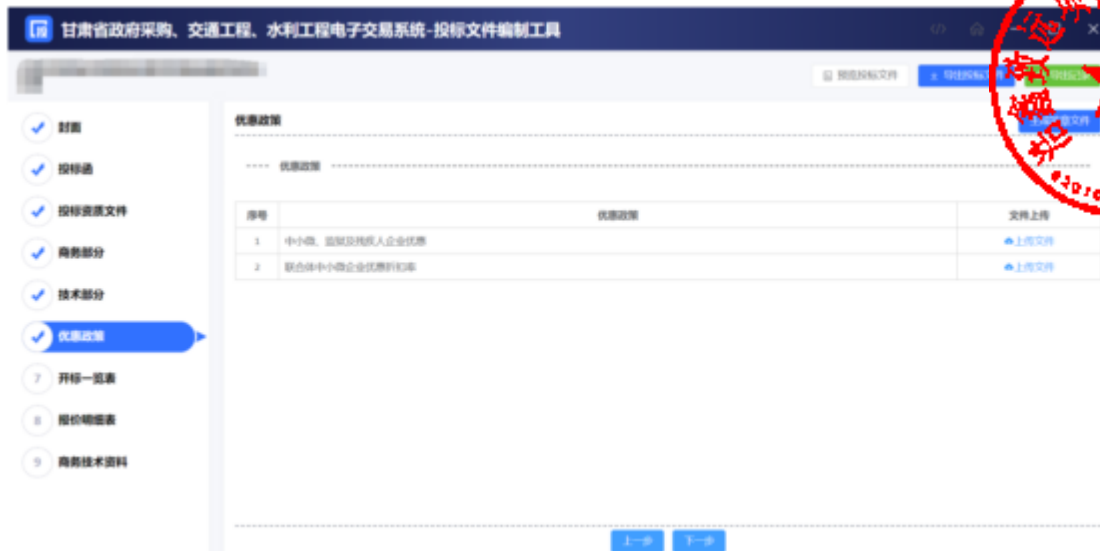 甘肃省政府采购、交通工程、水利工程电子交易系统-投标文件编制工具
预览投标文件
优惠政策
封面
投标函
投标资质文件
商务部分
技术部分
优惠政策
7 开标一览表
8 报价明细表
9 商务技术资料
优惠政策
序号 优惠政策 文件上传
1 中小微、监狱及残疾人企业优惠 上传文件
2 联合体中小微企业优惠折扣率 上传文件
上一步 下一步